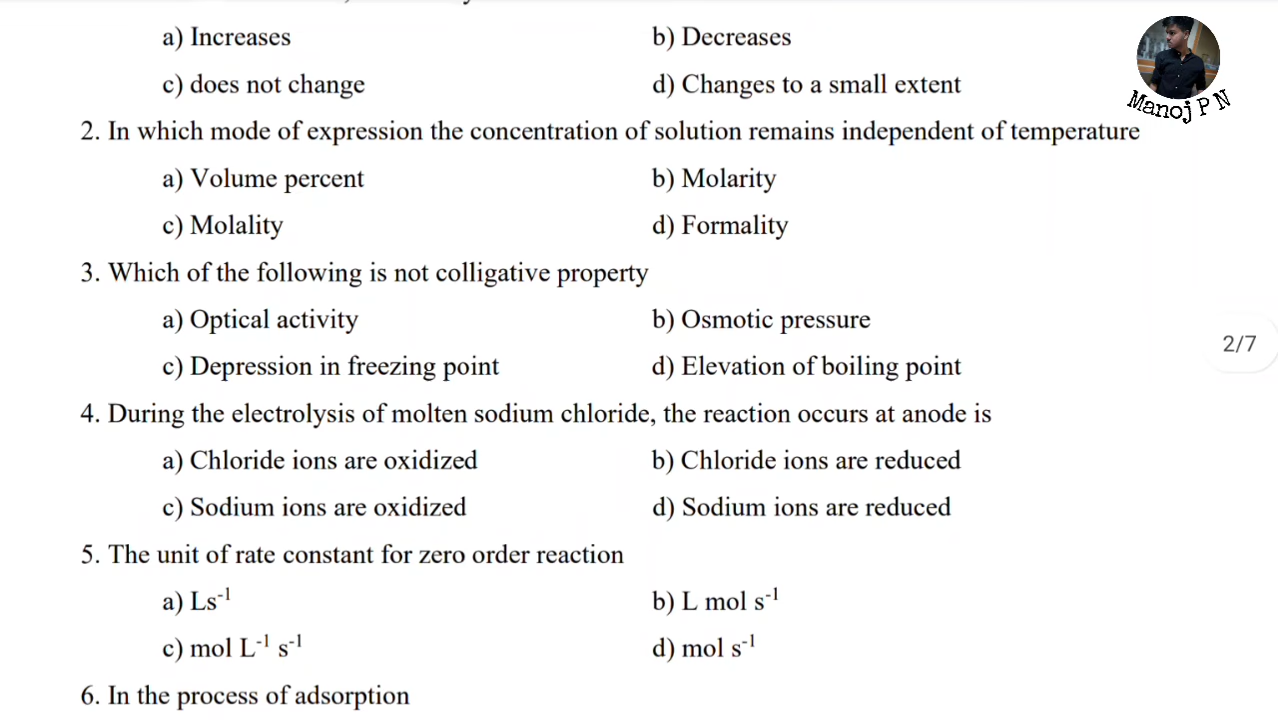 a) Increases b) Decreases
c) does not change d) Changes to a small extent
Manoj P N
2. In which mode of expression the concentration of solution remains independent of temperature
a) Volume percent b) Molarity
c) Molality d) Formality
3. Which of the following is not colligative property
a) Optical activity b) Osmotic pressure
2/7
c) Depression in freezing point d) Elevation of boiling point
4. During the electrolysis of molten sodium chloride, the reaction occurs at anode is
a) Chloride ions are oxidized b) Chloride ions are reduced
c) Sodium ions are oxidized d) Sodium ions are reduced
5. The unit of rate constant for zero order reaction
a) Ls⁻¹ b) L mol s⁻¹
c) mol L⁻¹ s⁻¹ d) mol s⁻¹
6. In the process of adsorption